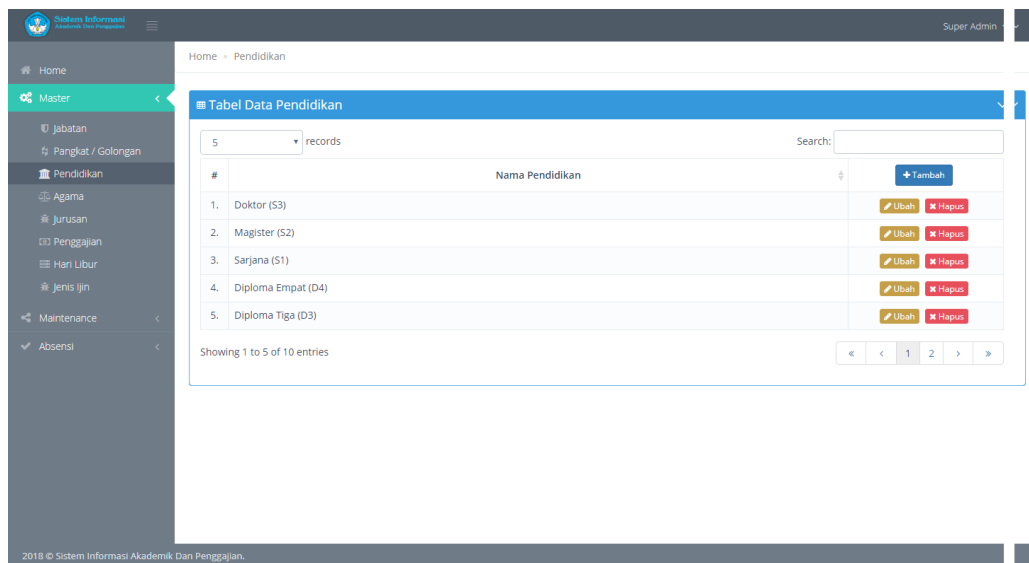 Sistem Informasi
Akademik Dan Penggajian
Super Admin
Home
Master
Jabatan
Pangkat / Golongan
Pendidikan
Agama
Jurusan
Penggajian
Hari Libur
Jenis Ijin
Maintenance
Absensi
Home Pendidikan
Tabel Data Pendidikan
5 records Search:
# Nama Pendidikan Tambah
1. Doktor (S3) Ubah Hapus
2. Magister (S2) Ubah Hapus
3. Sarjana (S1) Ubah Hapus
4. Diploma Empat (D4) Ubah Hapus
5. Diploma Tiga (D3) Ubah Hapus
Showing 1 to 5 of 10 entries « < 1 2 > »
2018 © Sistem Informasi Akademik Dan Penggajian.